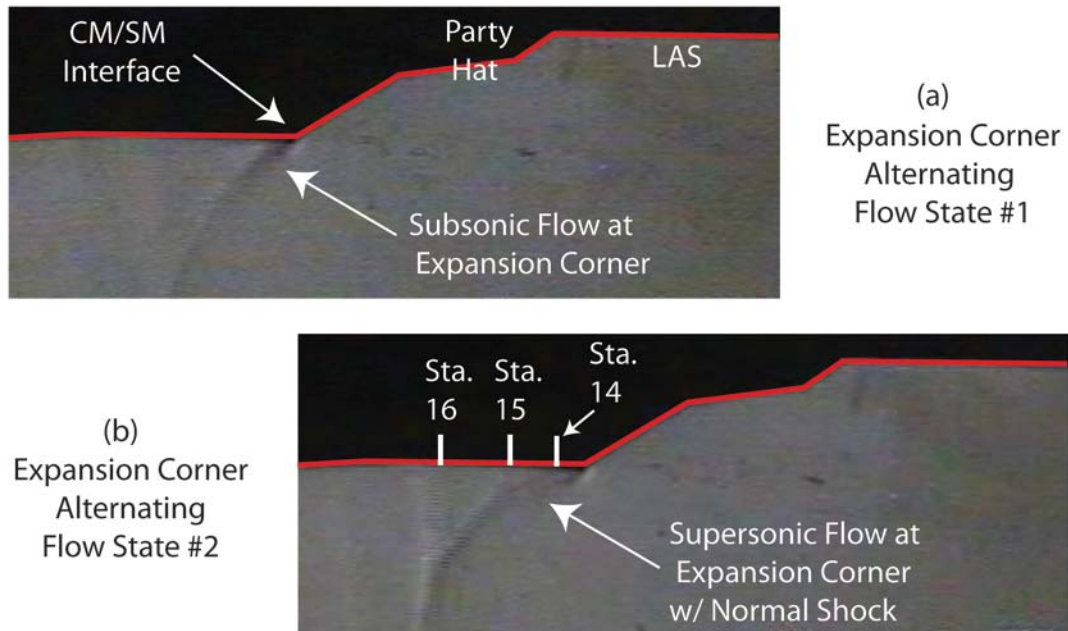 CM/SM
Interface
Party
Hat
LAS
Subsonic Flow at
Expansion Corner
(a)
Expansion Corner
Alternating
Flow State #1
(b)
Expansion Corner
Alternating
Flow State #2
Sta.
16
Sta.
15
Sta.
14
Supersonic Flow at
Expansion Corner
w/ Normal Shock